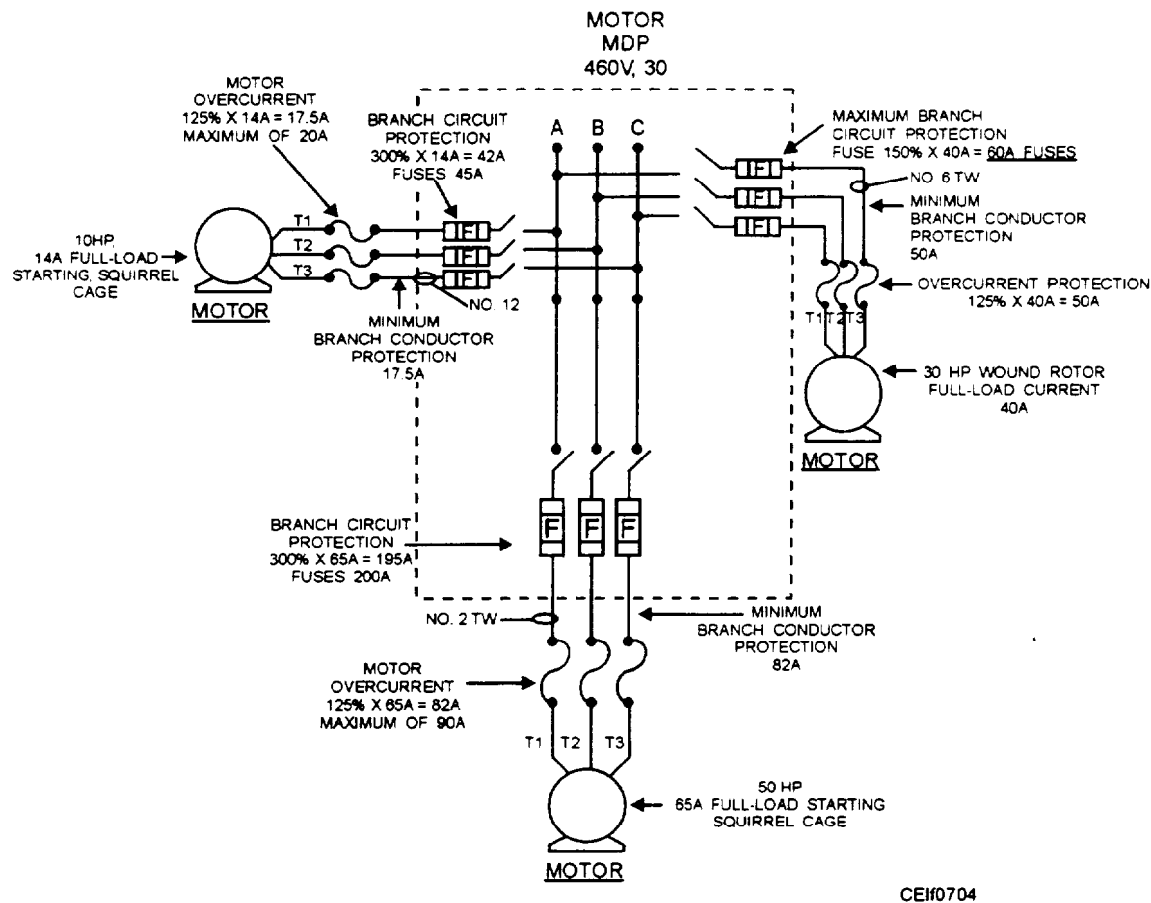 MOTOR
MDP
460V, 30
MOTOR
OVERCURRENT
125% X 14A = 17.5A
MAXIMUM OF 20A
BRANCH CIRCUIT
PROTECTION
300% X 14A = 42A
FUSES 45A
A B C
MAXIMUM BRANCH
CIRCUIT PROTECTION
FUSE 150% X 40A = 60A FUSES
F
F
F
NO. 6 TW
MINIMUM
BRANCH CONDUCTOR
PROTECTION
50A
10HP,
14A FULL-LOAD
STARTING, SQUIRREL
CAGE
T1
T2
T3
F
F
F
MOTOR
NO. 12
MINIMUM
BRANCH CONDUCTOR
PROTECTION
17.5A
OVERCURRENT PROTECTION
125% X 40A = 50A
T1 T2 T3
30 HP WOUND ROTOR
FULL-LOAD CURRENT
40A
MOTOR
BRANCH CIRCUIT
PROTECTION
300% X 65A = 195A
FUSES 200A
F F F
NO. 2 TW
MINIMUM
BRANCH CONDUCTOR
PROTECTION
82A
MOTOR
OVERCURRENT
125% X 65A = 82A
MAXIMUM OF 90A
T1 T2 T3
50 HP
65A FULL-LOAD STARTING
SQUIRREL CAGE
MOTOR
CEIf0704